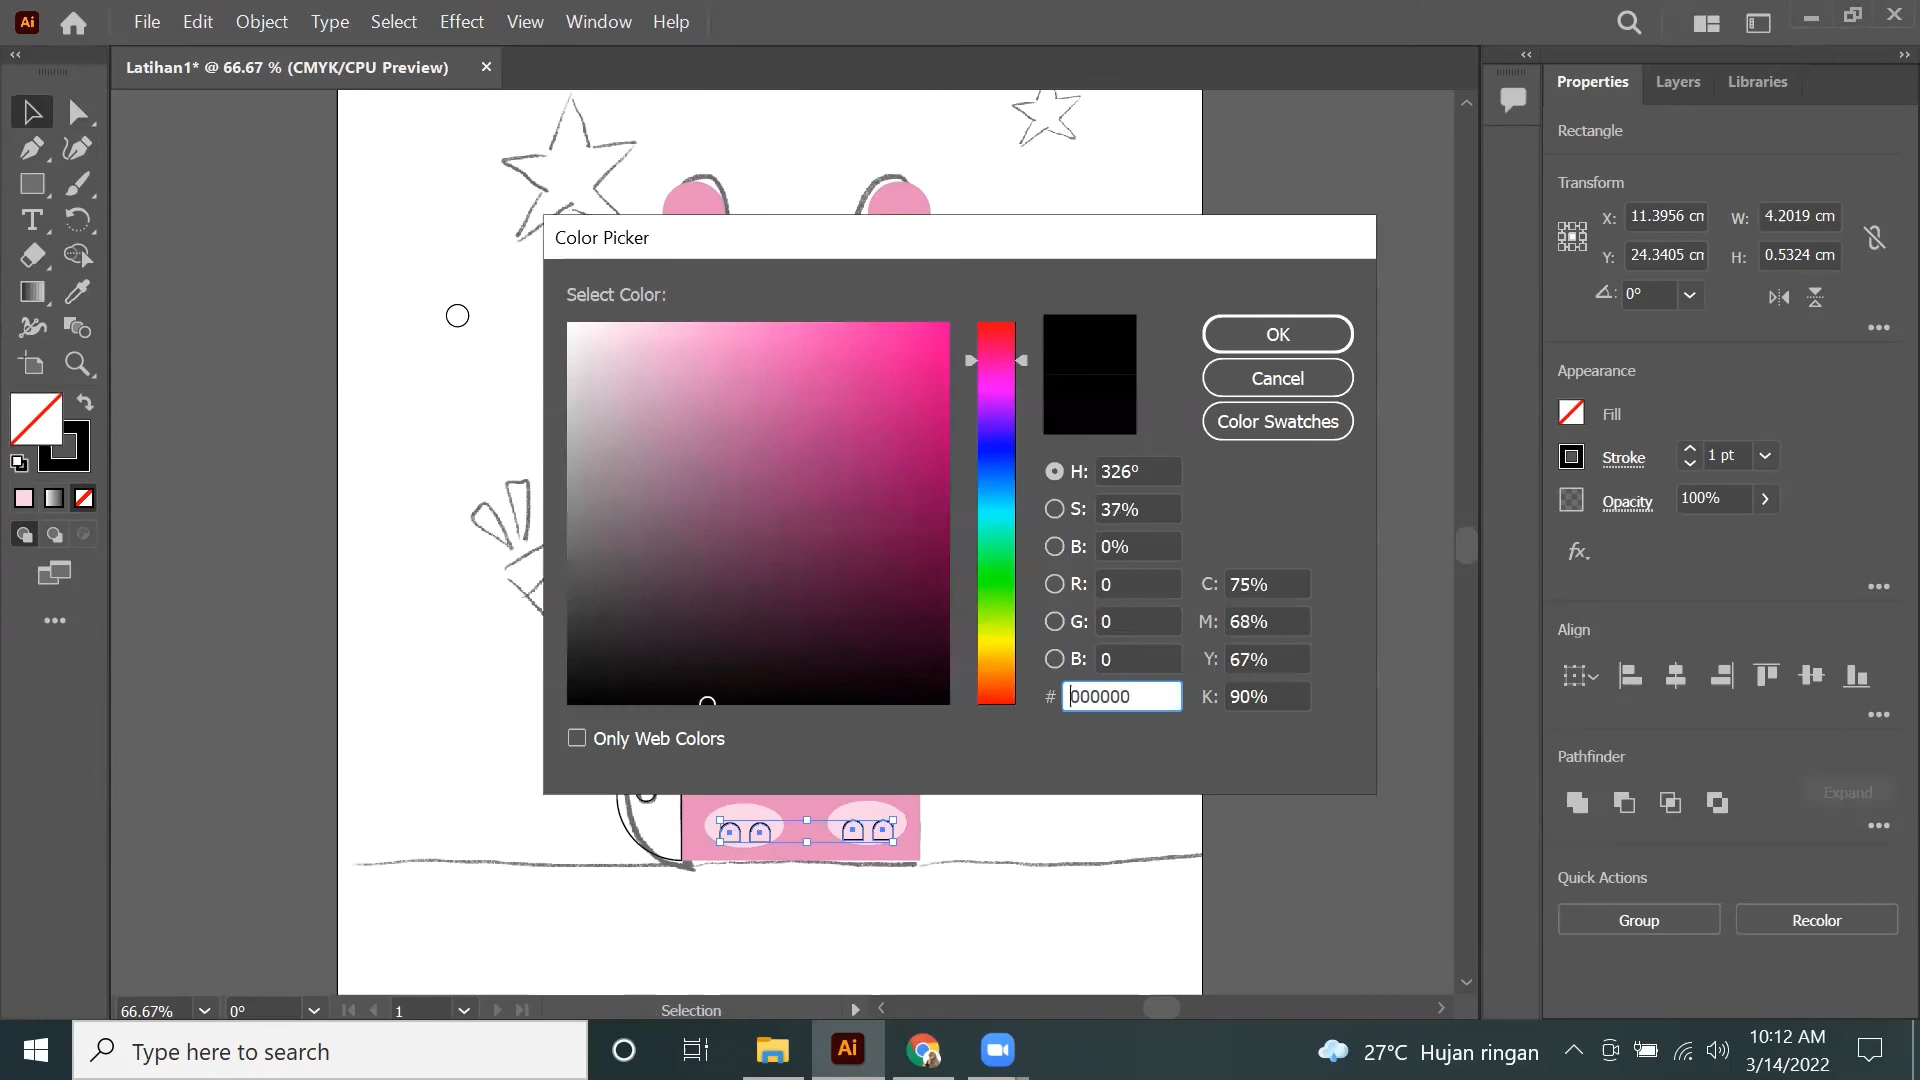 Ai File Edit Object Type Select Effect View Window Help
Latihan1* @ 66.67 % (CMYK/CPU Preview)
Properties Layers Libraries
Rectangle
Transform
X: 11.3956 cm W: 4.2019 cm
Y: 24.3405 cm H: 0.5324 cm
0°
Appearance
Fill
Stroke 1 pt
Opacity 100%
fx
Align
Pathfinder
Expand
Quick Actions
Group Recolor
Color Picker
Select Color:
OK
Cancel
Color Swatches
H: 326°
S: 37%
B: 0%
R: 0 C: 75%
G: 0 M: 68%
B: 0 Y: 67%
# 000000 K: 90%
Only Web Colors
66.67% 0° 1 Selection
Type here to search
Ai
27°C Hujan ringan
10:12 AM
3/14/2022